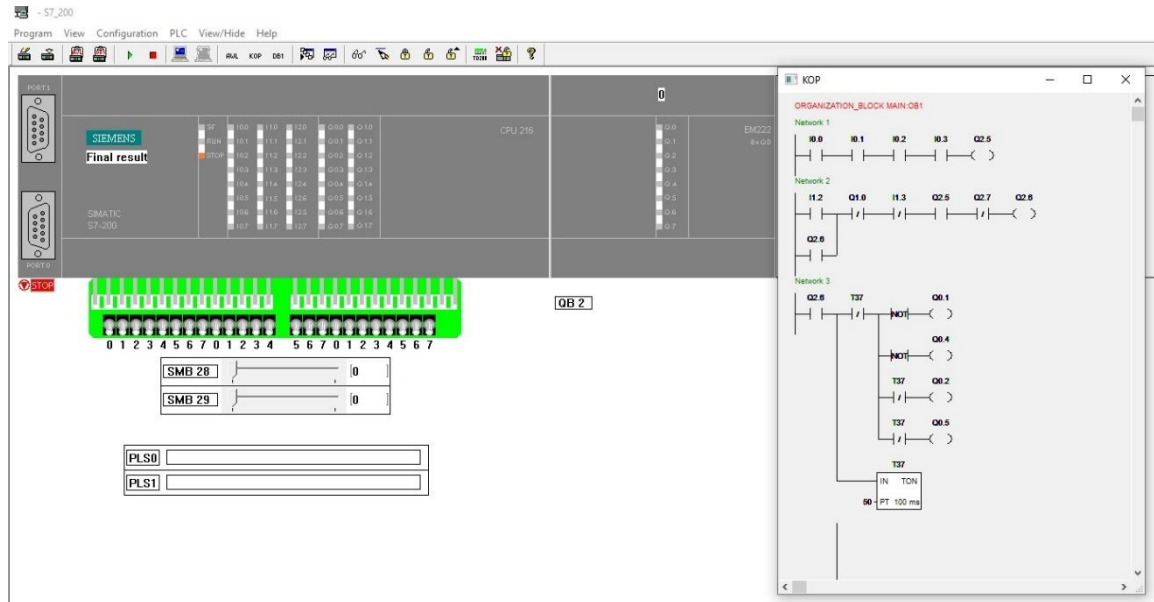 - S7_200
Program View Configuration PLC View/Hide Help
AWL KOP DB1
PORT 1
SIEMENS
Final result
SIMATIC
S7-200
PORT 0
SF I0.0 I1.0 I2.0 Q0.0 Q1.0
RUN I0.1 I1.1 I2.1 Q0.1 Q1.1
STOP I0.2 I1.2 I2.2 Q0.2 Q1.2
I0.3 I1.3 I2.3 Q0.3 Q1.3
I0.4 I1.4 I2.4 Q0.4 Q1.4
I0.5 I1.5 I2.5 Q0.5 Q1.5
I0.6 I1.6 I2.6 Q0.6 Q1.6
I0.7 I1.7 I2.7 Q0.7 Q1.7
CPU 216
0
Q.0
Q.1
Q.2
Q.3
Q.4
Q.5
Q.6
Q.7
EM222
8x Q0
STOP
0 1 2 3 4 5 6 7 0 1 2 3 4 5 6 7 0 1 2 3 4 5 6 7
QB 2
SMB 28 [0 ]
SMB 29 [0 ]
PLS0
PLS1
KOP
ORGANIZATION_BLOCK MAIN:OB1
Network 1
I0.0 I0.1 I0.2 I0.3 Q2.5
Network 2
I1.2 Q1.0 I1.3 Q2.5 Q2.7 Q2.6
Q2.6
Network 3
Q2.6 T37 Q0.1
NOT
Q0.4
NOT
T37 Q0.2
T37 Q0.5
T37
IN TON
50 - PT 100 ms